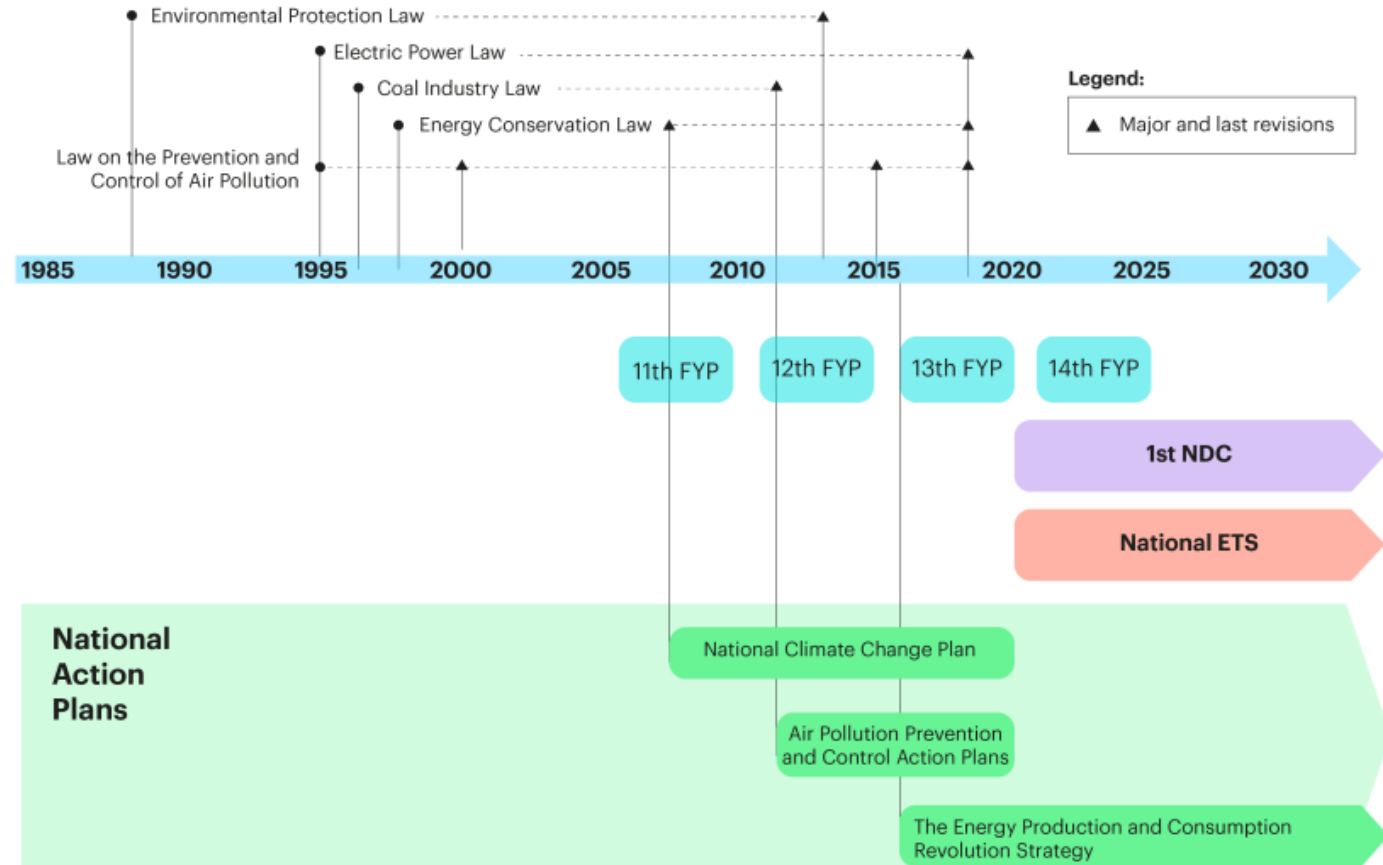 Environmental Protection Law
Electric Power Law
Coal Industry Law
Energy Conservation Law
Law on the Prevention and
Control of Air Pollution
Legend:
Major and last revisions
1985 1990 1995 2000 2005 2010 2015 2020 2025 2030
11th FYP 12th FYP 13th FYP 14th FYP
1st NDC
National ETS
National
Action
Plans
National Climate Change Plan
Air Pollution Prevention
and Control Action Plans
The Energy Production and Consumption
Revolution Strategy